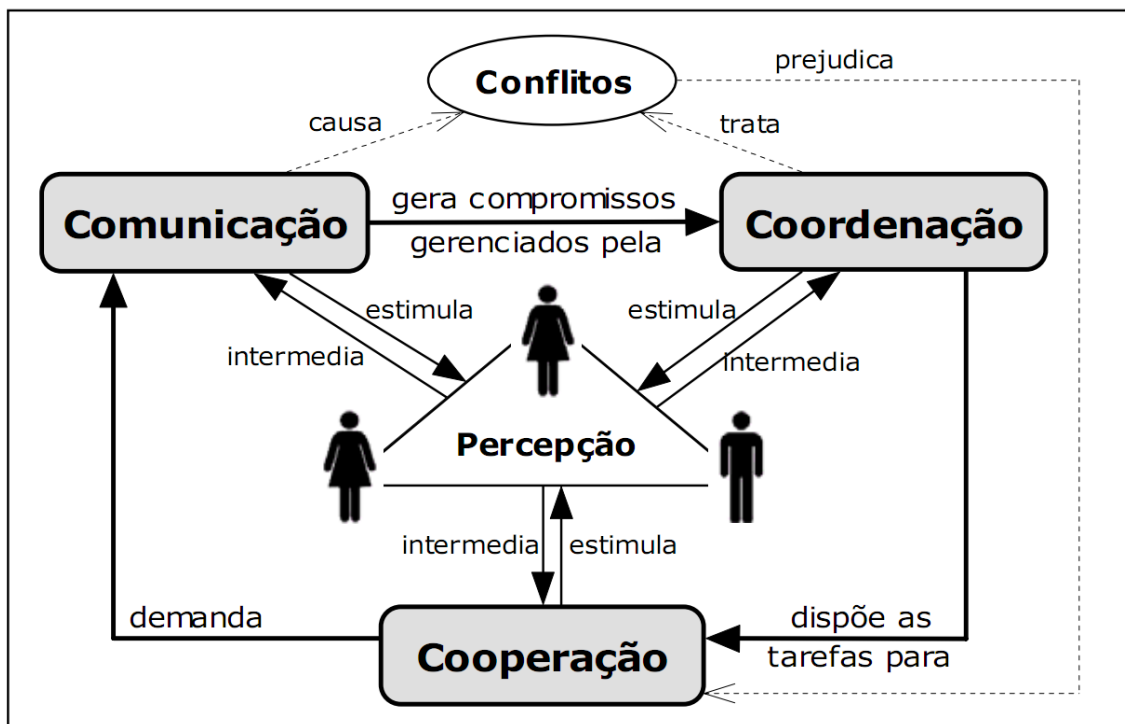 prejudica
Conflitos
causa
trata
Comunicação
gera compromissos
gerenciados pela
Coordenação
estimula
intermedia
estimula
intermedia
Percepção
intermedia
estimula
demanda
Cooperação
dispõe as
tarefas para